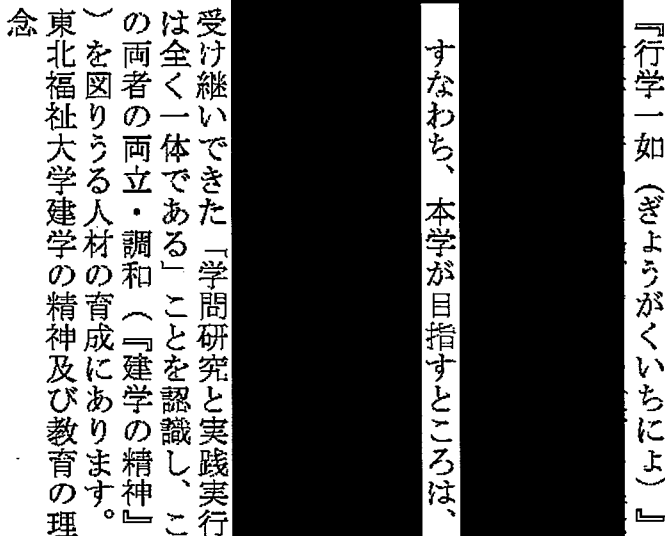 『行学一如（ぎょうがくいちにょ）』
すなわち、本学が目指すところは、
受け継いできた「学問研究と実践実行
は全く一体である」ことを認識し、こ
の両者の両立・調和（『建学の精神』
）を図りうる人材の育成にあります。
東北福祉大学建学の精神及び教育の理
念